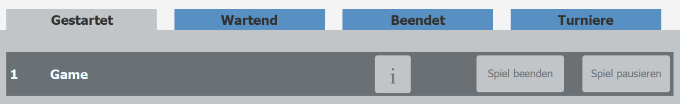 Gestartet Wartend Beendet Turniere
1 Game i Spiel beenden Spiel pausieren